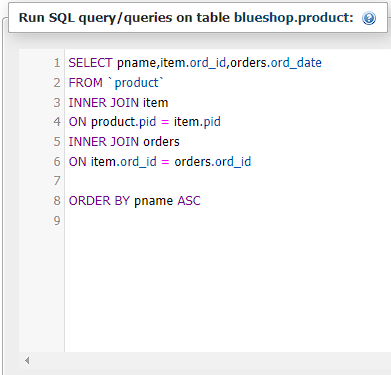 Run SQL query/queries on table blueshop.product:
1 SELECT pname,item.ord_id,orders.ord_date
2 FROM `product`
3 INNER JOIN item
4 ON product.pid = item.pid
5 INNER JOIN orders
6 ON item.ord_id = orders.ord_id
7
8 ORDER BY pname ASC
9